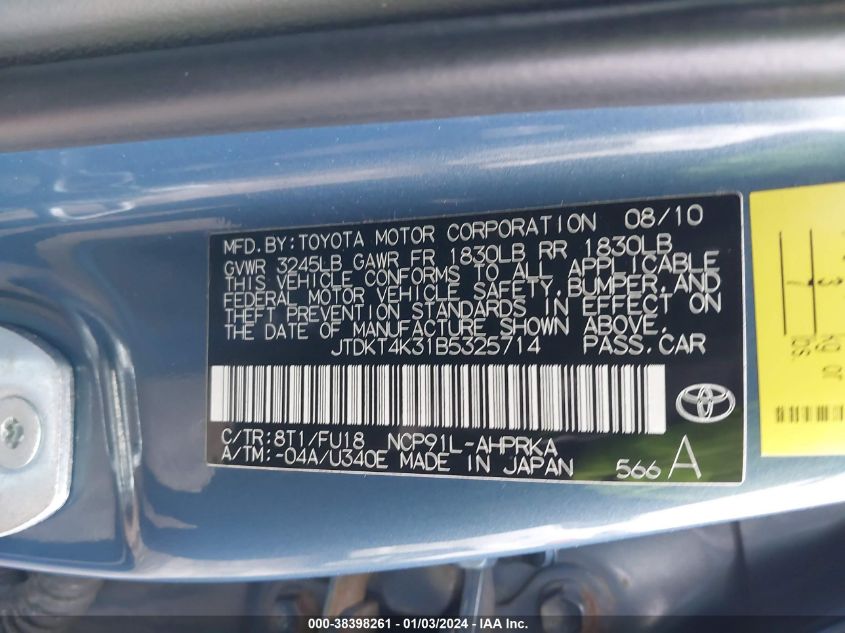 MFD.BY:TOYOTA MOTOR CORPORATION 08/10
GVWR 3245LB GAWR FR 1830LB RR 1830LB
THIS VEHICLE CONFORMS TO ALL APPLICABLE
FEDERAL MOTOR VEHICLE SAFETY,BUMPER,AND
THEFT PREVENTION STANDARDS IN EFFECT ON
THE DATE OF MANUFACTURE SHOWN ABOVE.
JTDKT4K31B5325714 PASS.CAR
C/TR:8T1/FU18 NCP91L-AHPRKA
A/TM:-04A/U340E MADE IN JAPAN 566 A
kg or
lbs.
000-38398261 - 01/03/2024 - IAA Inc.